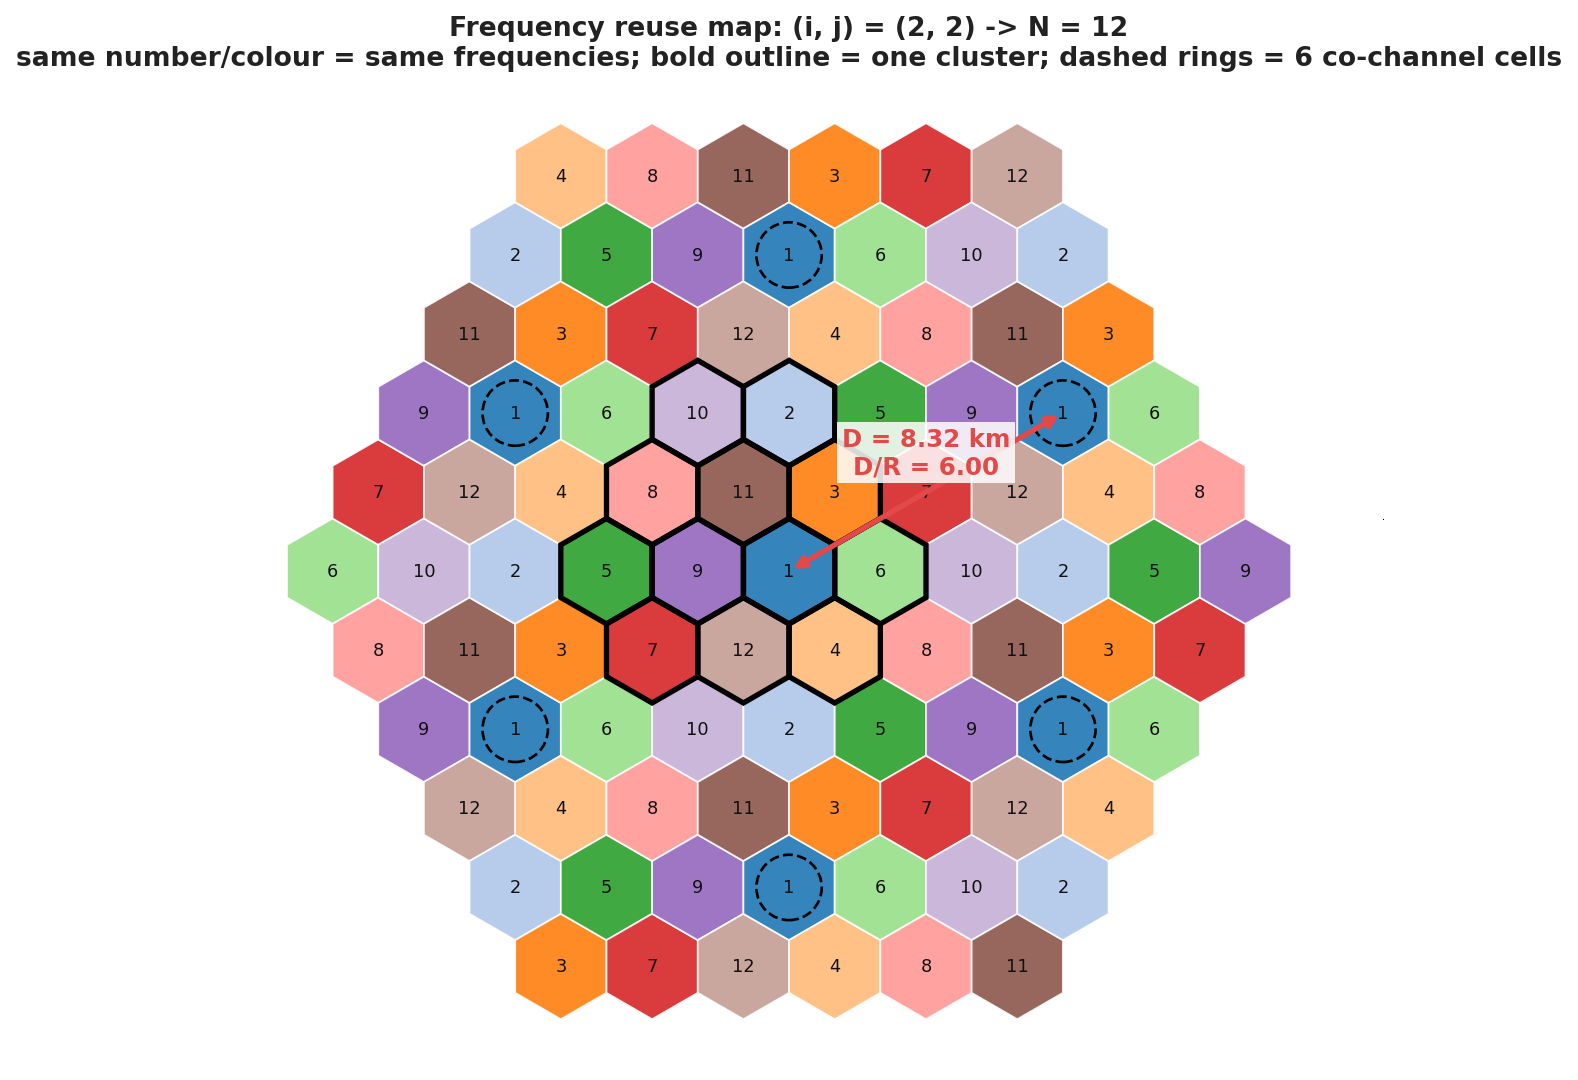 Frequency reuse map: (i, j) = (2, 2) -> N = 12
same number/colour = same frequencies; bold outline = one cluster; dashed rings = 6 co-channel cells
4 8 11 3 7 12
2 5 9 1 6 10 2
11 3 7 12 4 8 11 3
9 1 6 10 2 5 9 1 6
D = 8.32 km
D/R = 6.00
7 12 4 8 11 3 7 12 4 8
6 10 2 5 9 1 6 10 2 5 9
8 11 3 7 12 4 8 11 3 7
9 1 6 10 2 5 9 1 6
12 4 8 11 3 7 12 4
2 5 9 1 6 10 2
3 7 12 4 8 11